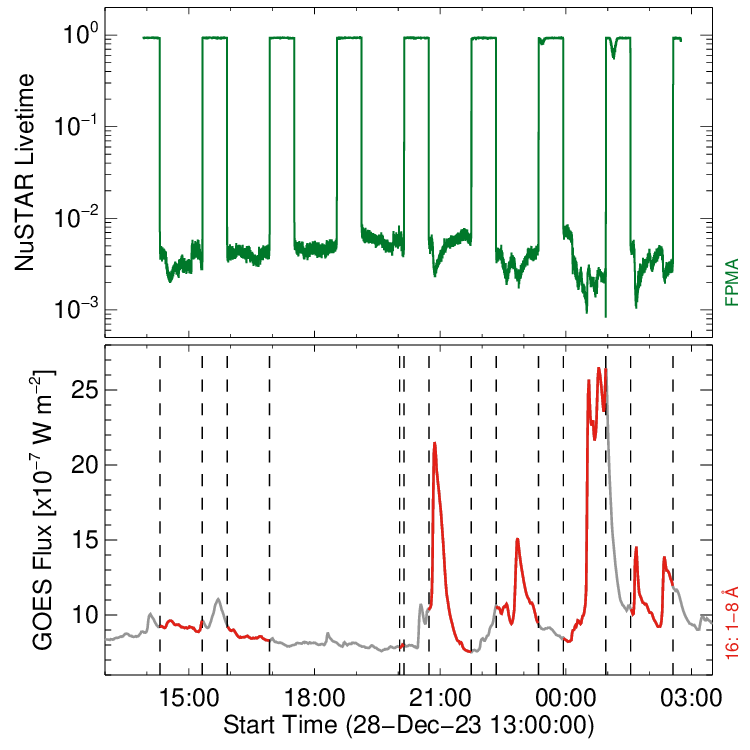 10⁰
10⁻¹
10⁻²
10⁻³
NuSTAR Livetime
FPMA
25
20
15
10
GOES Flux [x10⁻⁷ W m⁻²]
16: 1−8 Å
15:00 18:00 21:00 00:00 03:00
Start Time (28−Dec−23 13:00:00)